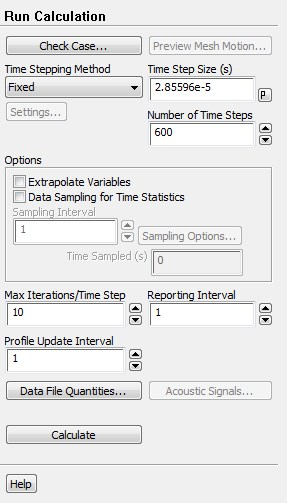 Run Calculation
Check Case... Preview Mesh Motion...
Time Stepping Method Time Step Size (s)
Fixed 2.85596e-5 P
Settings... Number of Time Steps
600
Options
Extrapolate Variables
Data Sampling for Time Statistics
Sampling Interval
1 Sampling Options...
Time Sampled (s) 0
Max Iterations/Time Step Reporting Interval
10 1
Profile Update Interval
1
Data File Quantities... Acoustic Signals...
Calculate
Help